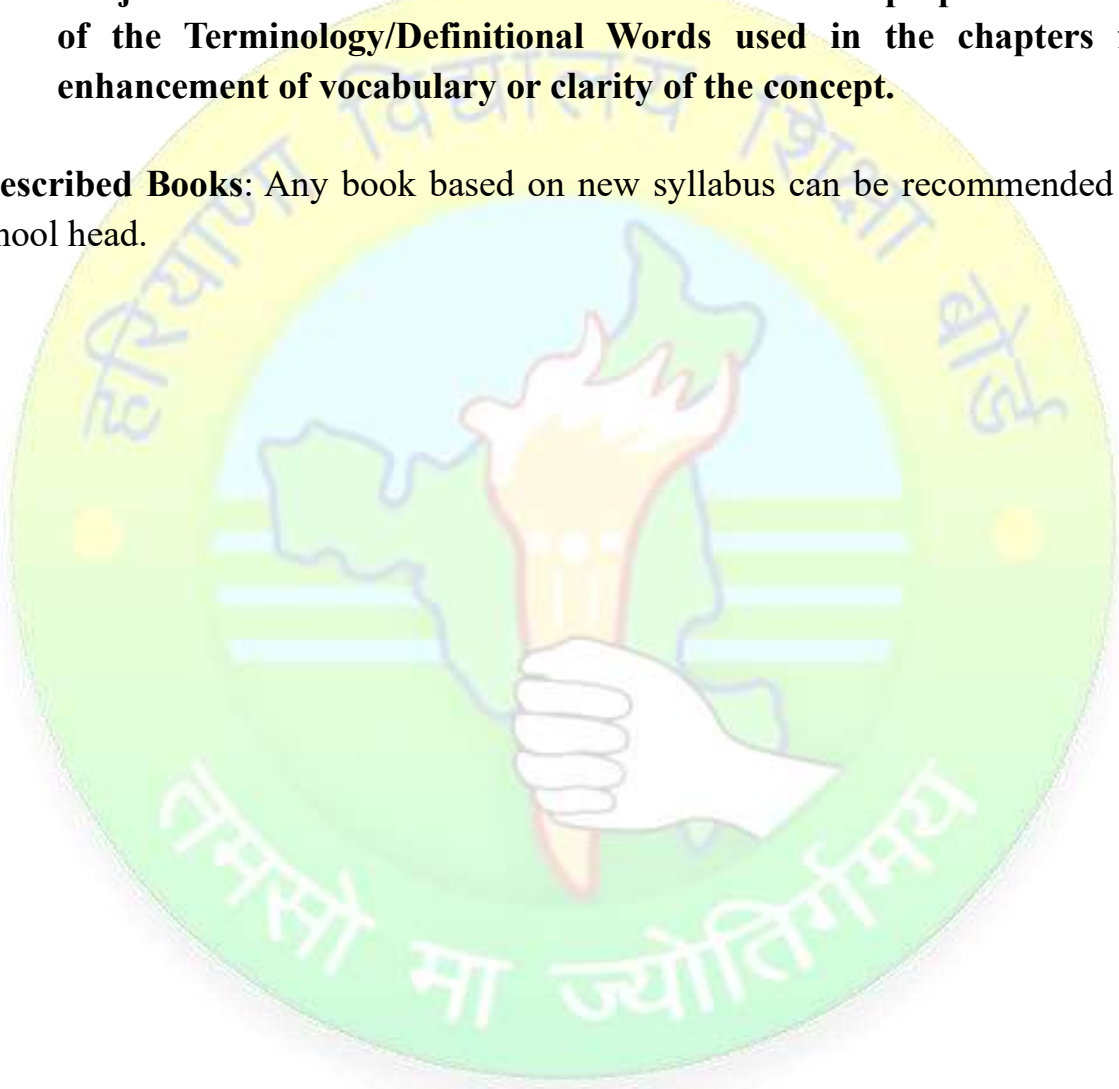 of the Terminology/Definitional Words used in the chapters
enhancement of vocabulary or clarity of the concept.
escribed Books: Any book based on new syllabus can be recommended
hool head.
हरियाणा विद्यालय शिक्षा बोर्ड
तमसो मा ज्योतिर्गमय